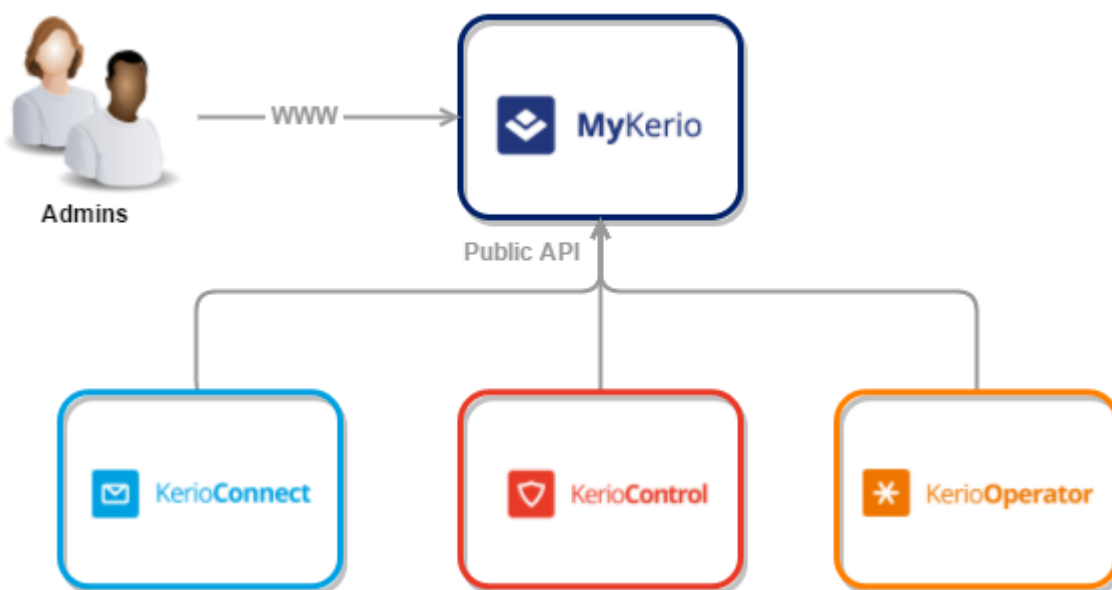 WWW
MyKerio
Admins
Public API
KerioConnect
KerioControl
KerioOperator